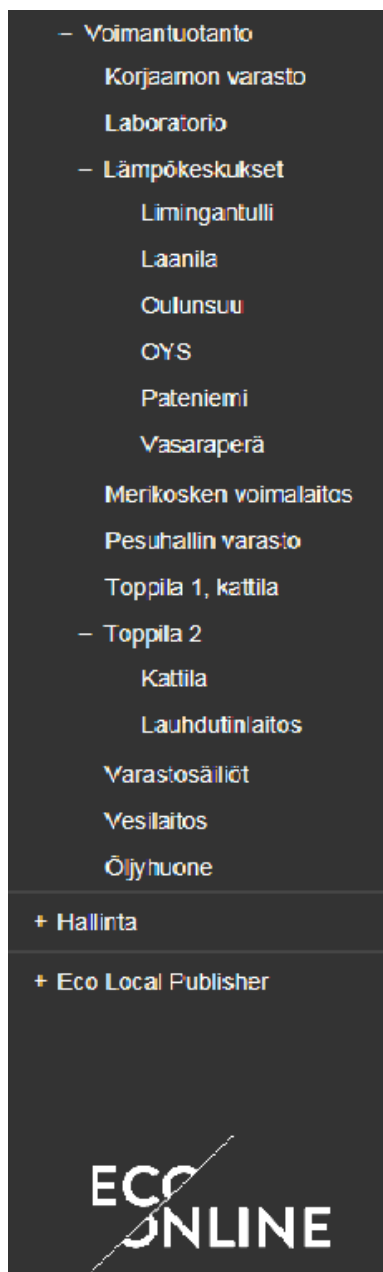 – Voimantuotanto
Korjaamon varasto
Laboratorio
– Lämpökeskukset
Limingantulli
Laanila
Oulunsuu
OYS
Pateniemi
Vasaraperä
Merikosken voimalaitos
Pesuhallin varasto
Toppila 1, kattila
– Toppila 2
Kattila
Lauhdutinlaitos
Varastosäiliöt
Vesilaitos
Öljyhuone
+ Hallinta
+ Eco Local Publisher
ECO
ONLINE